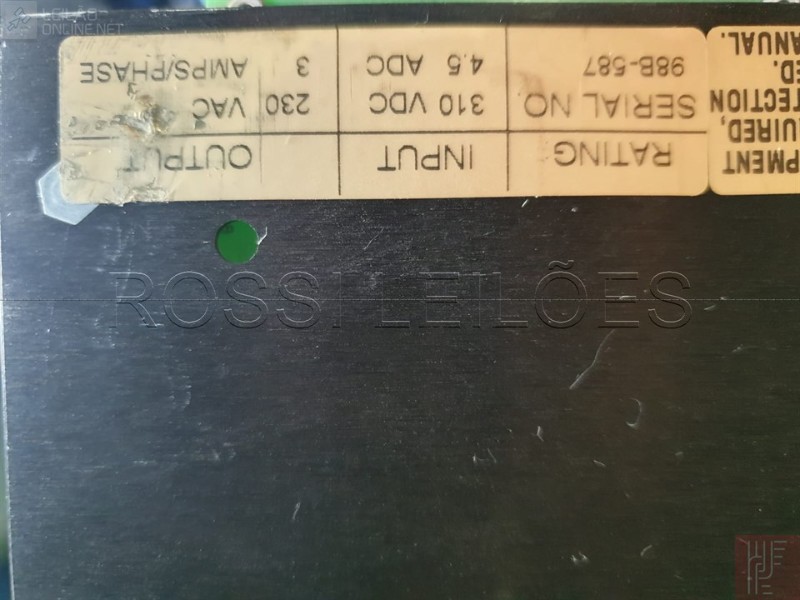 LEILÃO
ONLINE.NET
RATING
INPUT
OUTPUT
SERIAL NO.
310 VDC
230 VAC
98B-587
4.5 ADC
3 AMPS/PHASE
PMENT
UIRED,
TECTION
ED.
ANUAL.
ROSSI LEILÕES